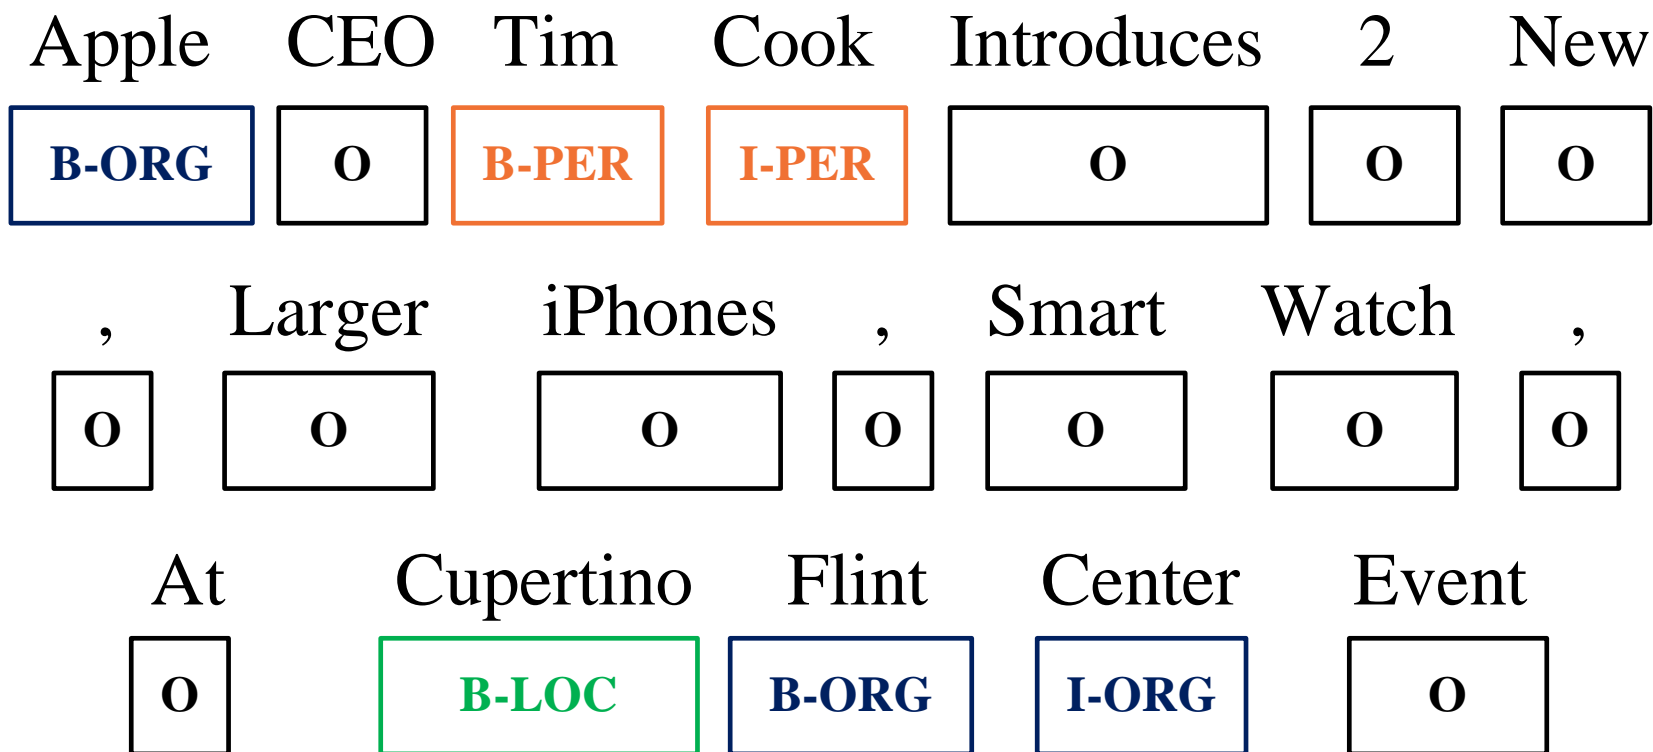 Apple CEO Tim Cook Introduces 2 New
B-ORG O B-PER I-PER O O O
, Larger iPhones , Smart Watch ,
O O O O O O O
At Cupertino Flint Center Event
O B-LOC B-ORG I-ORG O